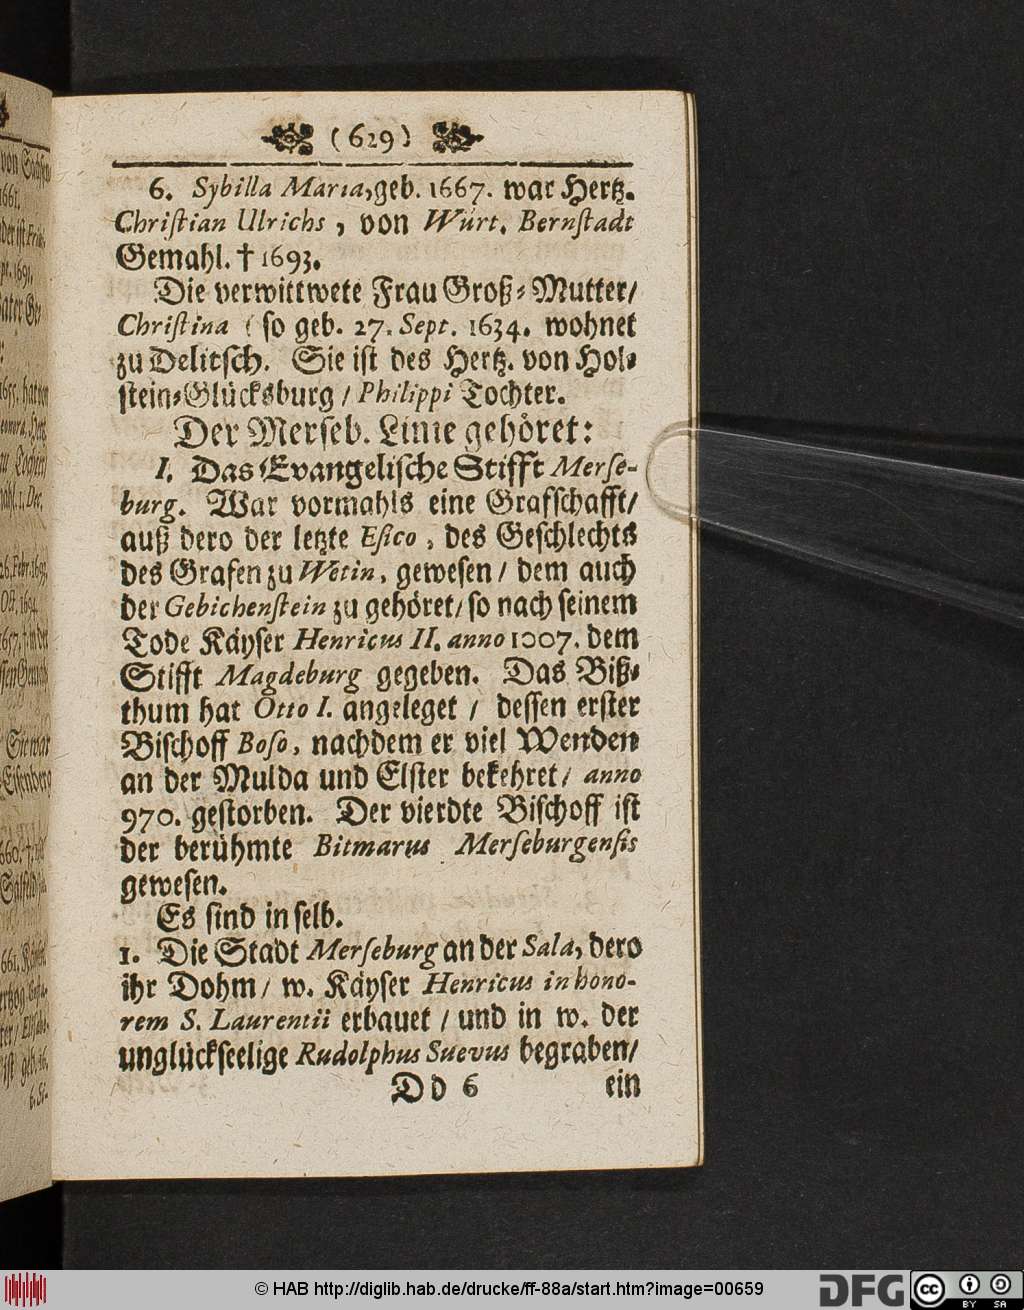 (629)
6. Sybilla Maria, geb. 1667. war Hertz.
Christian Ulrichs, von Würt. Bernstadt
Gemahl. † 1693.
Die verwittwete Frau Groß-Mutter/
Christina (so geb. 27. Sept. 1634. wohnet
zu Delitsch. Sie ist des Hertz. von Hol-
stein-Glücksburg / Philippi Tochter.
Der Merseb. Linie gehöret:
I. Das Evangelische Stifft Merse-
burg. War vormahls eine Grafschafft/
auß dero der letzte Esico, des Geschlechts
des Grafen zu Wetin, gewesen / dem auch
der Gebichenstein zu gehöret/ so nach seinem
Tode Käyser Henricus II. anno 1007. dem
Stifft Magdeburg gegeben. Das Biß-
thum hat Otto I. angeleget / dessen erster
Bischoff Boso, nachdem er viel Wenden
an der Mulda und Elster bekehret/ anno
970. gestorben. Der vierdte Bischoff ist
der berühmte Bitmarus Merseburgensis
gewesen.
Es sind in selb.
1. Die Stadt Merseburg an der Sala, dero
ihr Dohm/ w. Käyser Henricus in hono-
rem S. Laurentii erbauet / und in w. der
unglückseelige Rudolphus Suevus begraben/
Dd 6 ein
© HAB http://diglib.hab.de/drucke/ff-88a/start.htm?image=00659
DFG cc BY SA